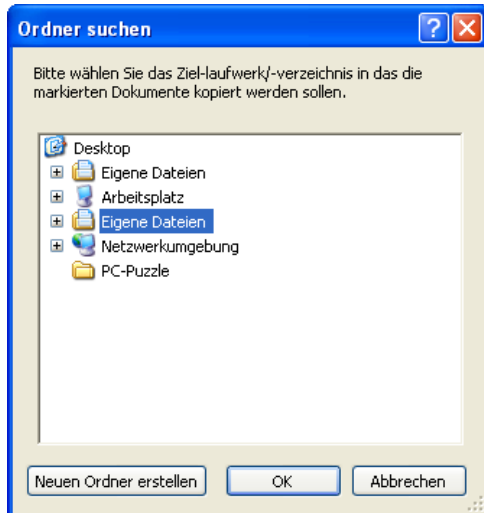 Ordner suchen
Bitte wählen Sie das Ziel-laufwerk/-verzeichnis in das die
markierten Dokumente kopiert werden sollen.
Desktop
Eigene Dateien
Arbeitsplatz
Eigene Dateien
Netzwerkumgebung
PC-Puzzle
Neuen Ordner erstellen OK Abbrechen